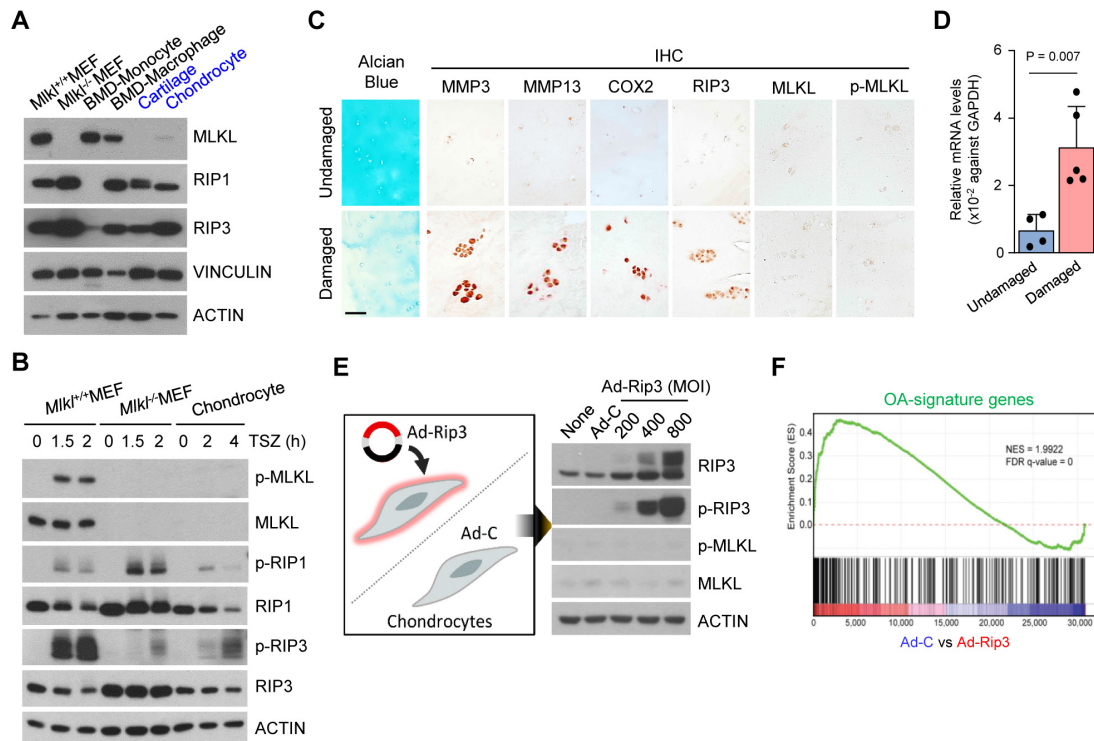 A
Mlkl+/+MEF
Mlkl-/- MEF
BMD-Monocyte
BMD-Macrophage
Cartilage
Chondrocyte
MLKL
RIP1
RIP3
VINCULIN
ACTIN
B
Mlkl+/+MEF Mlkl-/-MEF Chondrocyte
0 1.5 2 0 1.5 2 0 2 4 TSZ (h)
p-MLKL
MLKL
p-RIP1
RIP1
p-RIP3
RIP3
ACTIN
C
Alcian
Blue
IHC
MMP3 MMP13 COX2 RIP3 MLKL p-MLKL
Undamaged
Damaged
D
Relative mRNA levels
(x10-2 against GAPDH)
P = 0.007
6
4
2
0
Undamaged
Damaged
E
Ad-Rip3
Ad-C
Chondrocytes
Ad-Rip3 (MOI)
None
Ad-C
200
400
800
RIP3
p-RIP3
p-MLKL
MLKL
ACTIN
F
OA-signature genes
Enrichment Score (ES)
0.4
0.3
0.2
0.1
0.0
NES = 1.9922
FDR q-value = 0
0 5,000 10,000 15,000 20,000 25,000 30,000
Ad-C vs Ad-Rip3